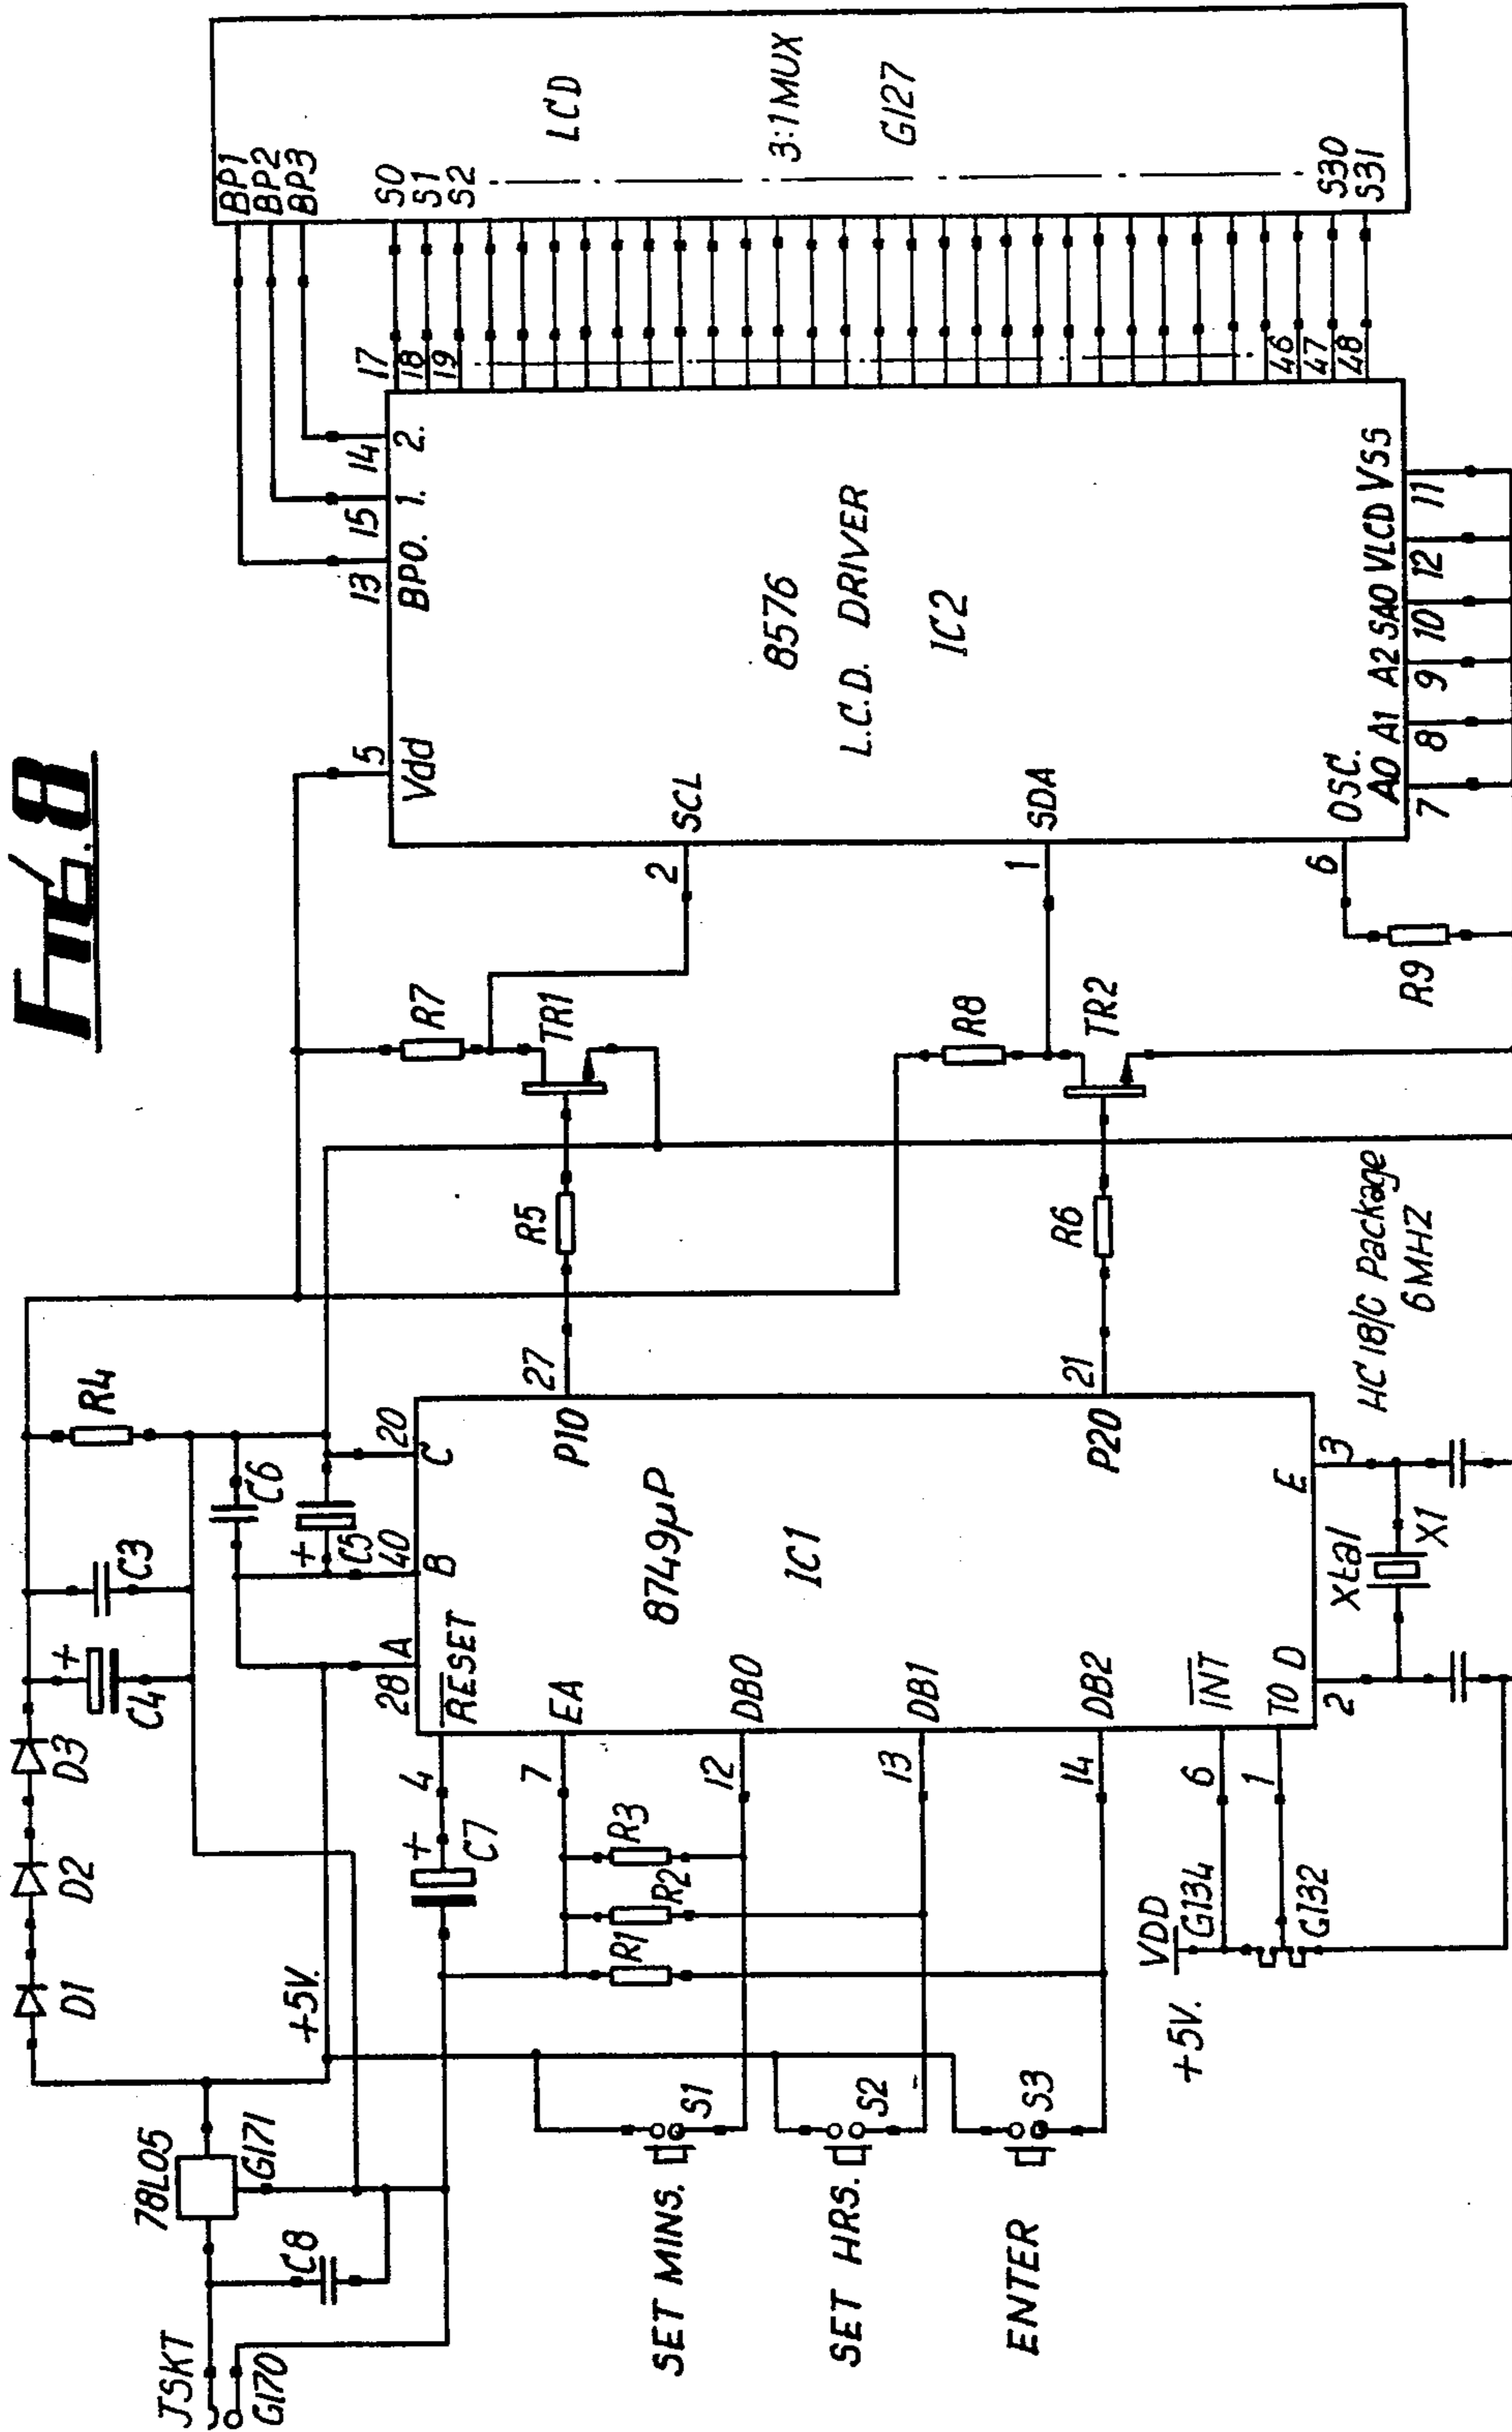 FIG. 8
JSKT
G170
78L05
G171
C8
+5V.
D1
D2
D3
C4
+
C3
R4
C6
+
C5
28
A
40
B
20
C
RESET
4
+
C7
EA
7
R1
R2
R3
DB0
12
DB1
13
DB2
14
INT
6
T0
1
D
2
E
3
8749µP
IC1
P10
27
P20
21
SET MINS.
S1
SET HRS.
S2
ENTER
S3
+5V.
VDD
G134
G132
Xtal
X1
HC 18/C Package
6MHZ
R5
R6
R7
TR1
R8
TR2
R9
5
Vdd
13
BP0.
15
1.
14
2.
SCL
2
SDA
1
OSC.
6
8576
L.C.D. DRIVER
IC2
A0
7
A1
8
A2
9
SA0
10
VLCD
12
VSS
11
17
18
19
46
47
48
BP1
BP2
BP3
S0
S1
S2
S30
S31
LCD
3:1MUX
G127